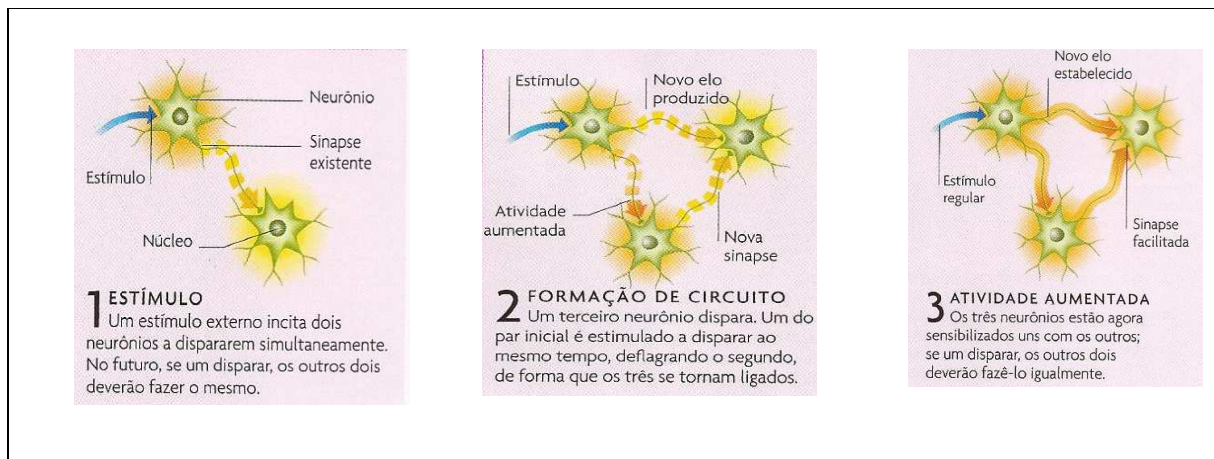 Neurônio
Sinapse
existente
Estímulo
Núcleo
1 ESTÍMULO
Um estímulo externo incita dois
neurônios a dispararem simultaneamente.
No futuro, se um disparar, os outros dois
deverão fazer o mesmo.
Estímulo
Novo elo
produzido
Atividade
aumentada
Nova
sinapse
2 FORMAÇÃO DE CIRCUITO
Um terceiro neurônio dispara. Um do
par inicial é estimulado a disparar ao
mesmo tempo, deflagrando o segundo,
de forma que os três se tornam ligados.
Novo elo
estabelecido
Estímulo
regular
Sinapse
facilitada
3 ATIVIDADE AUMENTADA
Os três neurônios estão agora
sensibilizados uns com os outros;
se um disparar, os outros dois
deverão fazê-lo igualmente.